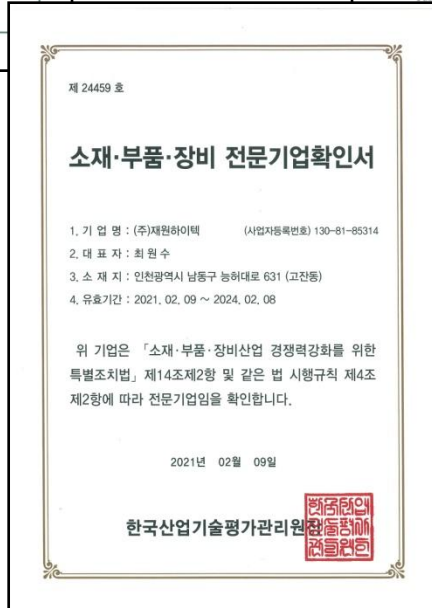 제 24459 호
소재·부품·장비 전문기업확인서
1. 기 업 명 : (주)재원하이텍 (사업자등록번호) 130-81-85314
2. 대 표 자 : 최 원 수
3. 소 재 지 : 인천광역시 남동구 능허대로 631 (고잔동)
4. 유효기간 : 2021. 02. 09 ~ 2024. 02. 08
위 기업은 「소재·부품·장비산업 경쟁력강화를 위한
특별조치법」 제14조제2항 및 같은 법 시행규칙 제4조
제2항에 따라 전문기업임을 확인합니다.
2021년 02월 09일
한국산업기술평가관리원장